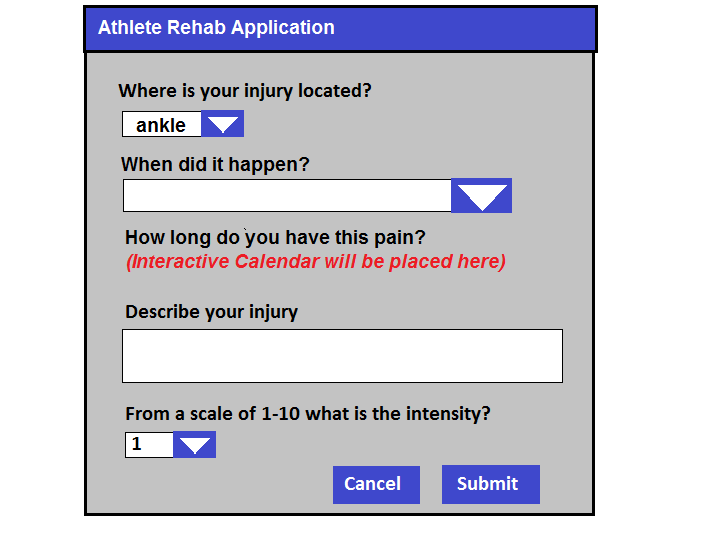 Athlete Rehab Application
Where is your injury located?
ankle
When did it happen?
How long do you have this pain?
(Interactive Calendar will be placed here)
Describe your injury
From a scale of 1-10 what is the intensity?
1
Cancel Submit